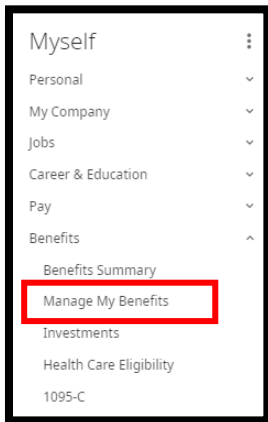 Myself
Personal
My Company
Jobs
Career & Education
Pay
Benefits
Benefits Summary
Manage My Benefits
Investments
Health Care Eligibility
1095-C